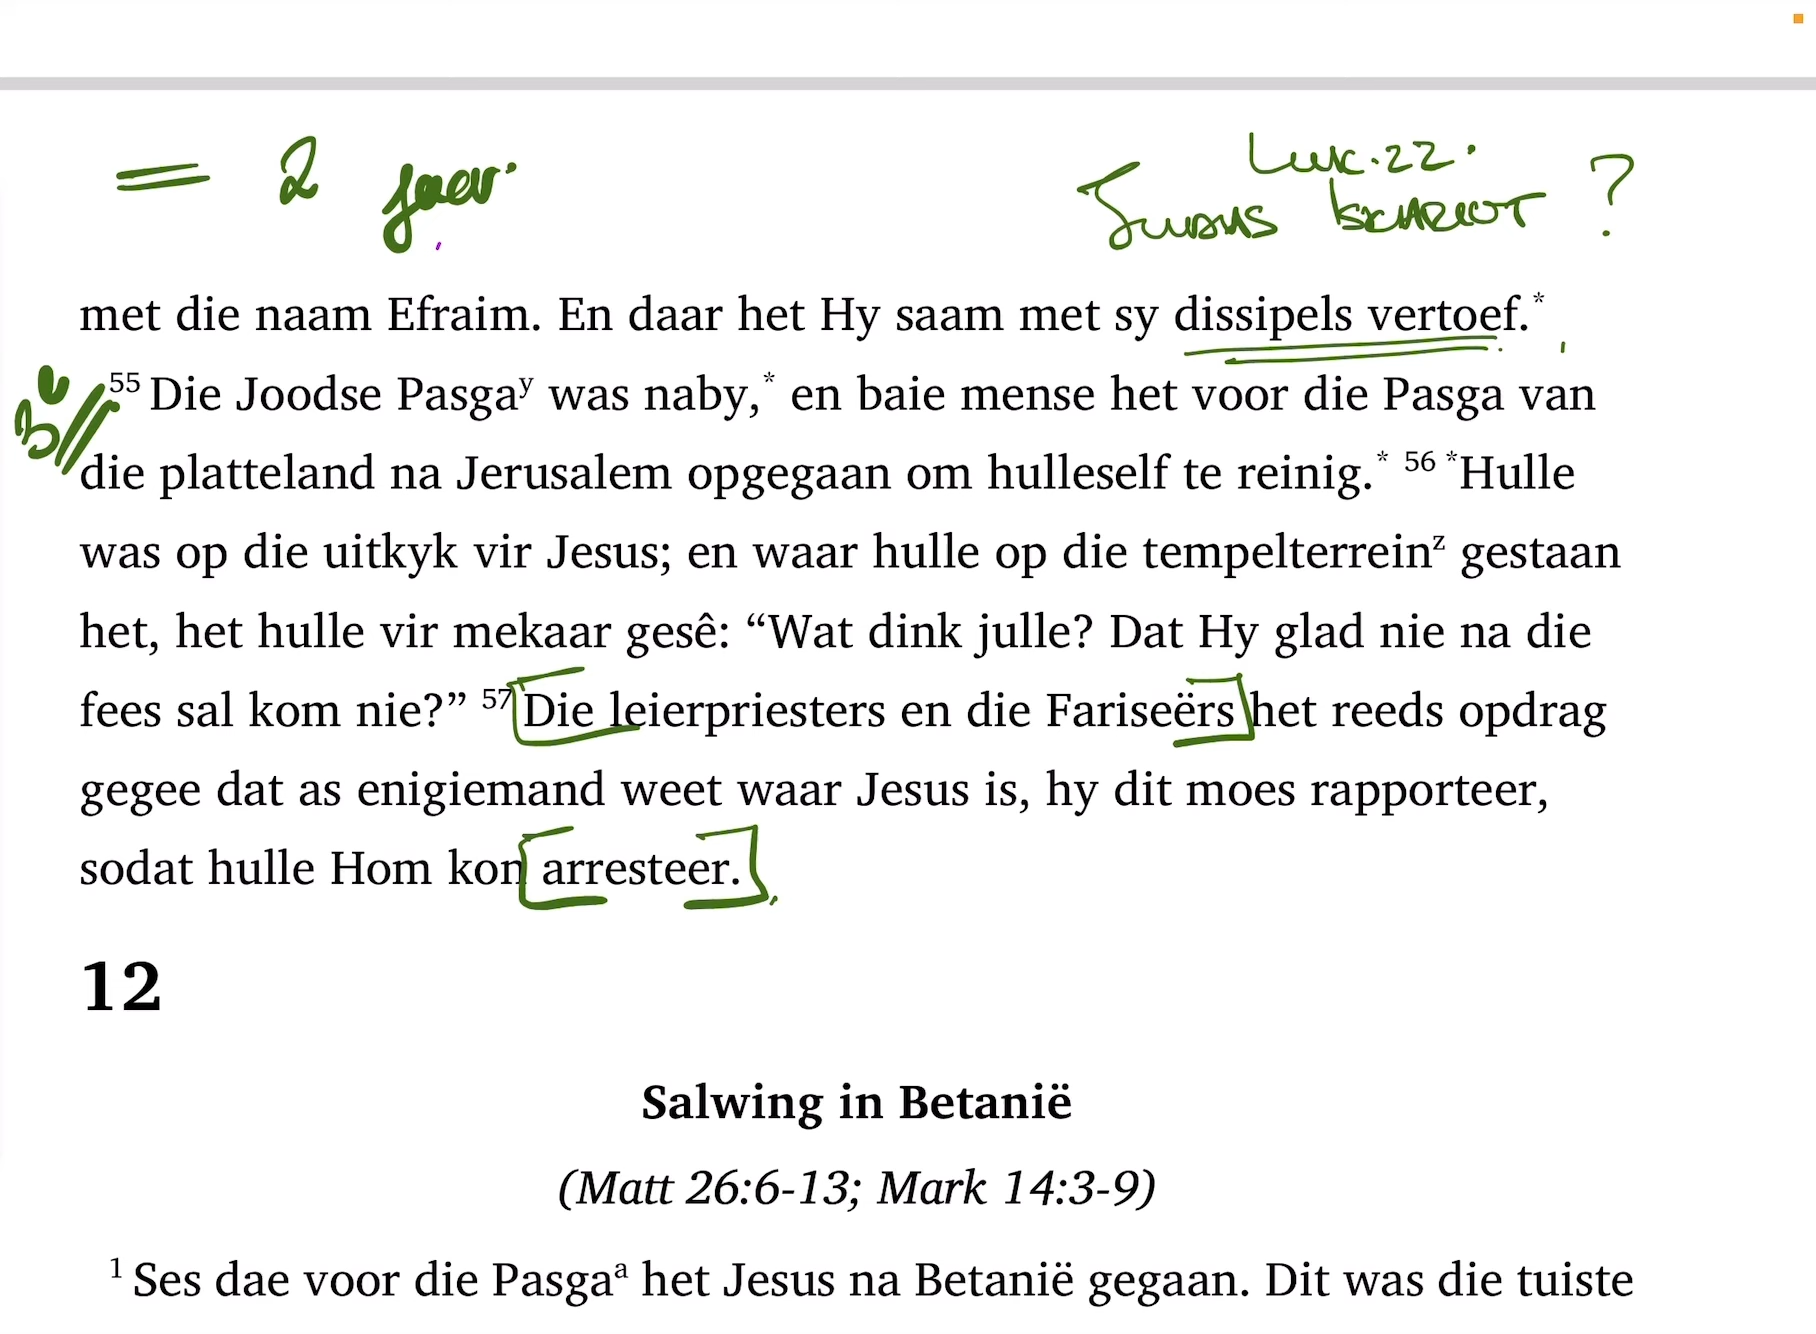 = 2 jaar.
Luk. 22.
Judas Iskariot ?
met die naam Efraim. En daar het Hy saam met sy dissipels vertoef.*
3e // 55 Die Joodse Pasgaʸ was naby,* en baie mense het voor die Pasga van
die platteland na Jerusalem opgegaan om hulleself te reinig.* 56 *Hulle
was op die uitkyk vir Jesus; en waar hulle op die tempelterreinᶻ gestaan
het, het hulle vir mekaar gesê: “Wat dink julle? Dat Hy glad nie na die
fees sal kom nie?” 57 Die leierpriesters en die Fariseërs het reeds opdrag
gegee dat as enigiemand weet waar Jesus is, hy dit moes rapporteer,
sodat hulle Hom kon arresteer.
12
Salwing in Betanië
(Matt 26:6-13; Mark 14:3-9)
1 Ses dae voor die Pasgaᵃ het Jesus na Betanië gegaan. Dit was die tuiste